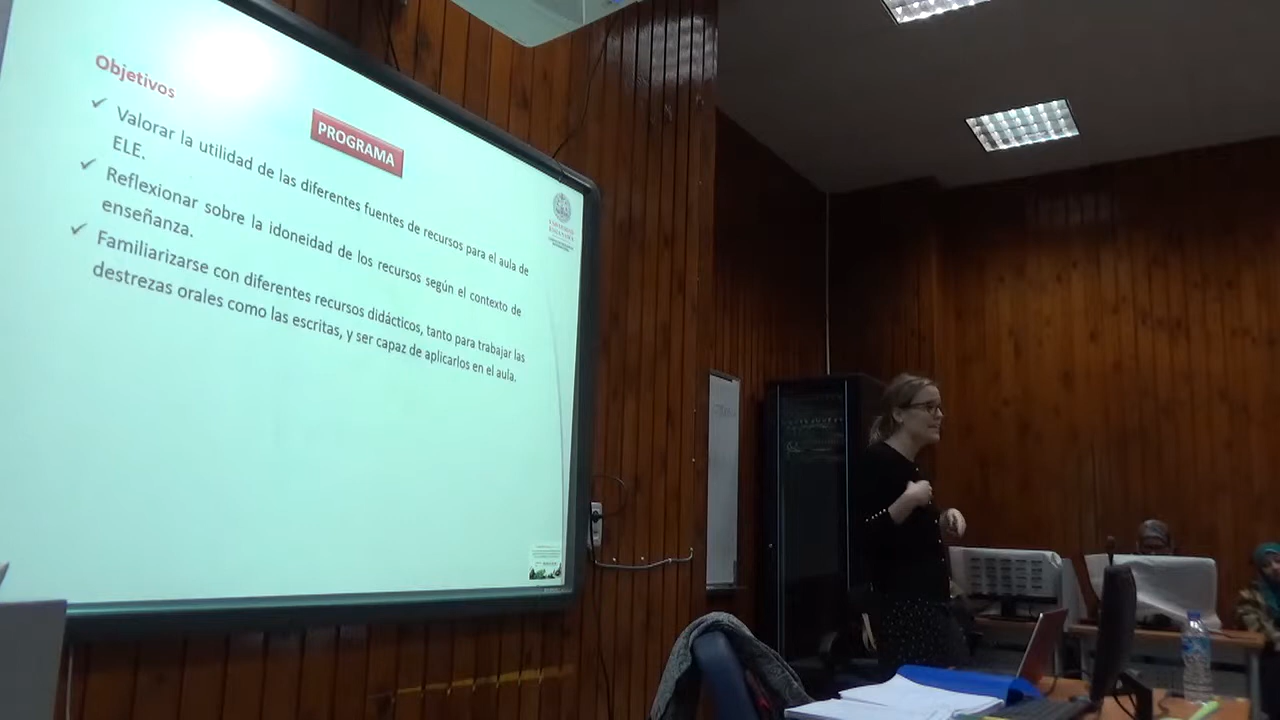 Objetivos
PROGRAMA
✓ Valorar la utilidad de las diferentes fuentes de recursos para el aula de
ELE.
✓ Reflexionar sobre la idoneidad de los recursos según el contexto de
enseñanza.
✓ Familiarizarse con diferentes recursos didácticos, tanto para trabajar las
destrezas orales como las escritas, y ser capaz de aplicarlos en el aula.